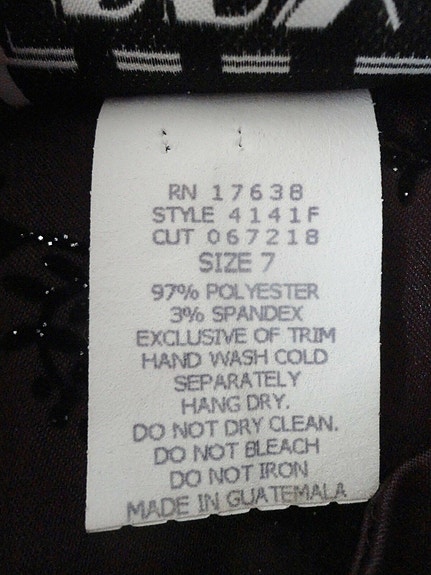 RN 17638
STYLE 4141F
CUT 067218
SIZE 7
97% POLYESTER
3% SPANDEX
EXCLUSIVE OF TRIM
HAND WASH COLD
SEPARATELY
HANG DRY.
DO NOT DRY CLEAN.
DO NOT BLEACH
DO NOT IRON
MADE IN GUATEMALA